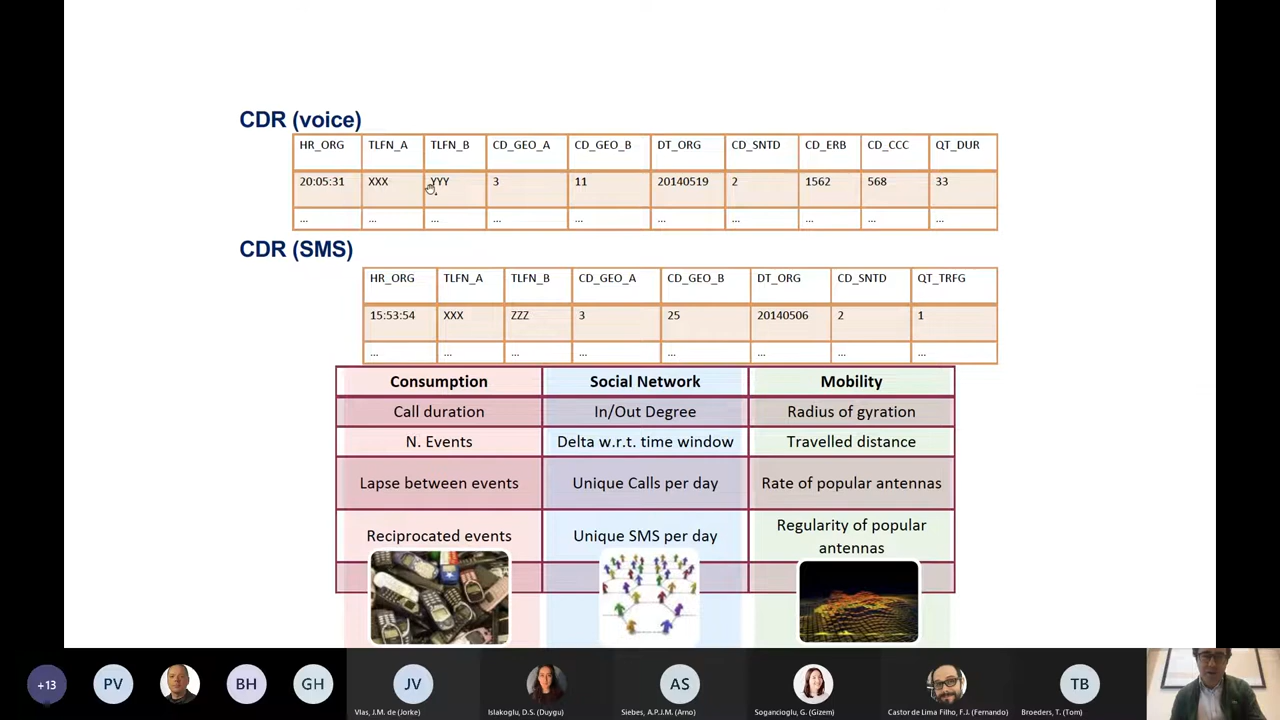 CDR (voice)
HR_ORG TLFN_A TLFN_B CD_GEO_A CD_GEO_B DT_ORG CD_SNTD CD_ERB CD_CCC QT_DUR
20:05:31 XXX YYY 3 11 20140519 2 1562 568 33
... ... ... ... ... ... ... ... ... ...
CDR (SMS)
HR_ORG TLFN_A TLFN_B CD_GEO_A CD_GEO_B DT_ORG CD_SNTD QT_TRFG
15:53:54 XXX ZZZ 3 25 20140506 2 1
... ... ... ... ... ... ... ...
Consumption Social Network Mobility
Call duration In/Out Degree Radius of gyration
N. Events Delta w.r.t. time window Travelled distance
Lapse between events Unique Calls per day Rate of popular antennas
Reciprocated events Unique SMS per day Regularity of popular
antennas
+13 PV BH GH JV AS TB
Vlas, J.M. de (Jorke) Islakoglu, D.S. (Duygu) Siebes, A.P.J.M. (Arno) Sogancioglu, G. (Gizem) Castor de Lima Filho, F.J. (Fernando) Broeders, T. (Tom)